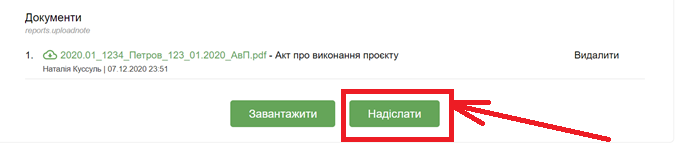 Документи
reports.uploadnote
1. 2020.01_1234_Петров_123_01.2020_АвП.pdf - Акт про виконання проєкту Видалити
Наталія Куссуль | 07.12.2020 23:51
Завантажити Надіслати